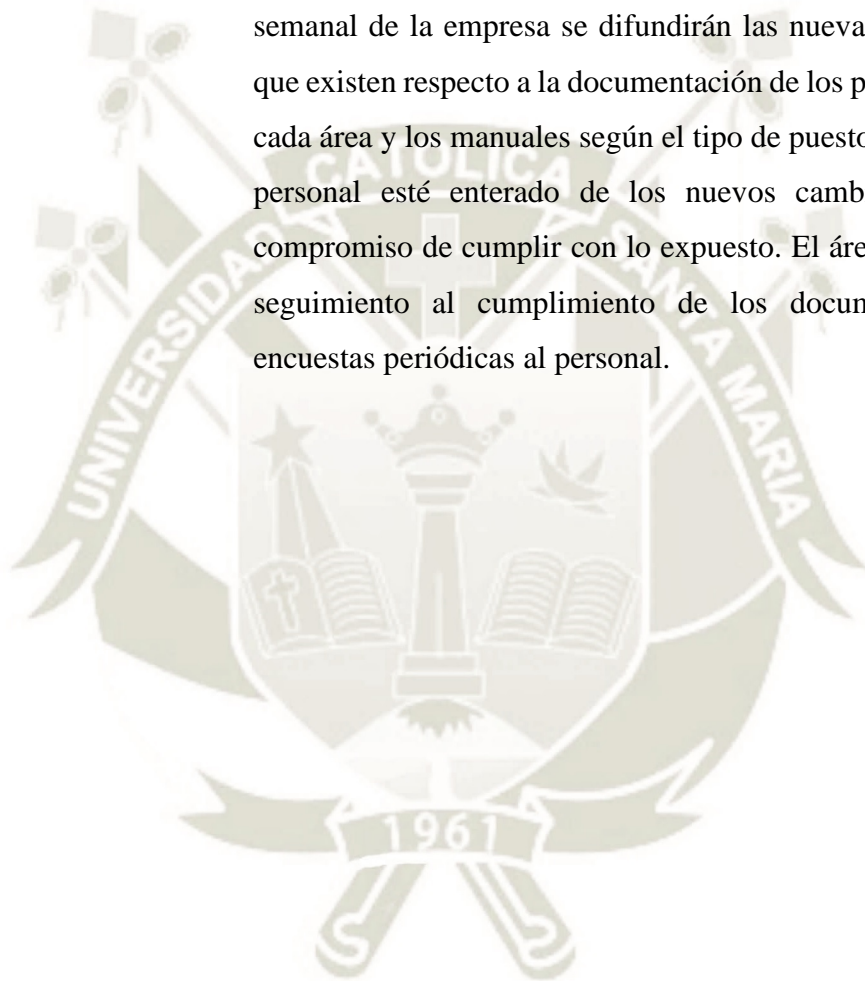 semanal de la empresa se difundirán las nueva
que existen respecto a la documentación de los p
cada área y los manuales según el tipo de puesto
personal esté enterado de los nuevos camb
compromiso de cumplir con lo expuesto. El áre
seguimiento al cumplimiento de los docum
encuestas periódicas al personal.
UNIVERSIDAD CATOLICA SANTA MARIA
1961